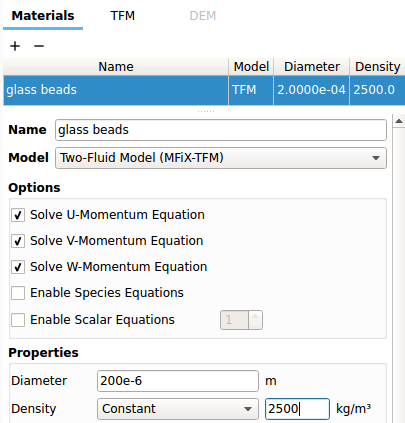 Materials TFM DEM
+ −
Name Model Diameter Density
glass beads TFM 2.0000e-04 2500.0
Name glass beads
Model Two-Fluid Model (MFiX-TFM)
Options
Solve U-Momentum Equation
Solve V-Momentum Equation
Solve W-Momentum Equation
Enable Species Equations
Enable Scalar Equations 1
Properties
Diameter 200e-6 m
Density Constant 2500 kg/m³